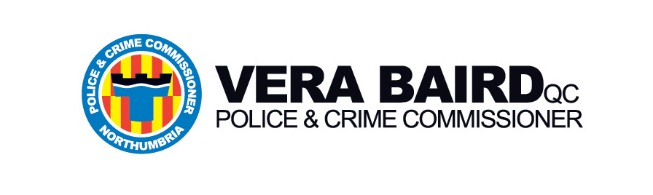 POLICE & CRIME COMMISSIONER
NORTHUMBRIA
VERA BAIRDQC
POLICE & CRIME COMMISSIONER